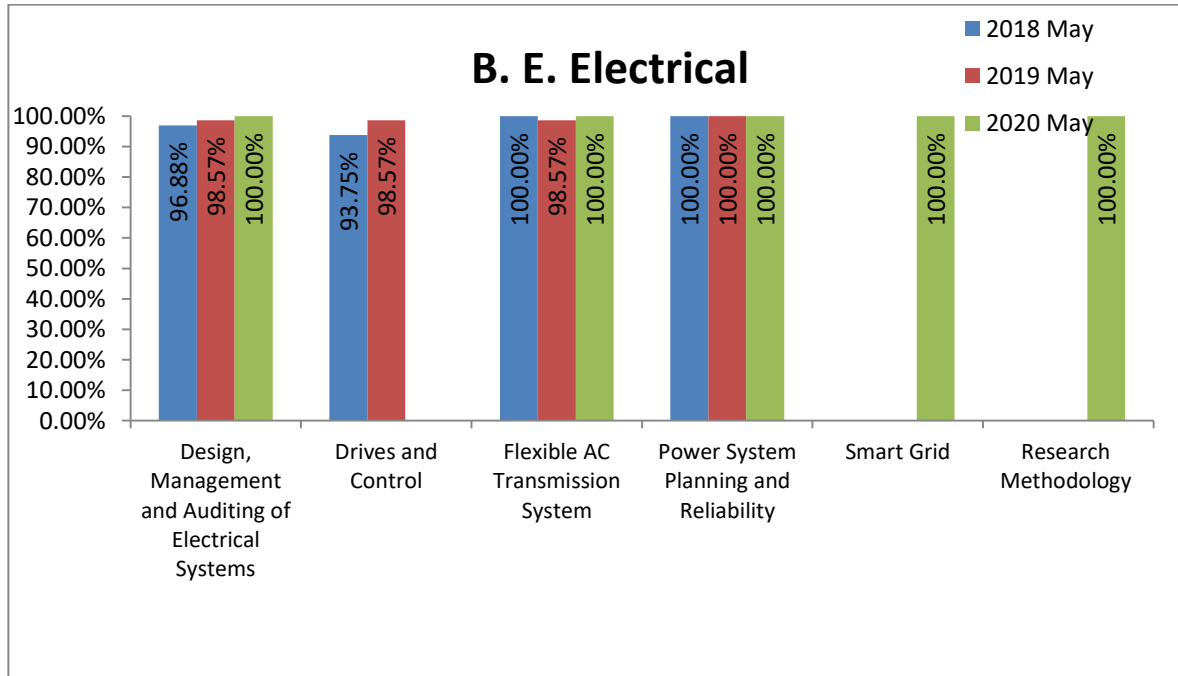 2018 May
B. E. Electrical
2019 May
2020 May
100.00%
90.00%
80.00%
70.00%
60.00%
50.00%
40.00%
30.00%
20.00%
10.00%
0.00%
96.88%
98.57%
100.00%
93.75%
98.57%
100.00%
98.57%
100.00%
100.00%
100.00%
100.00%
100.00%
100.00%
Design,
Management
and Auditing of
Electrical
Systems
Drives and
Control
Flexible AC
Transmission
System
Power System
Planning and
Reliability
Smart Grid
Research
Methodology